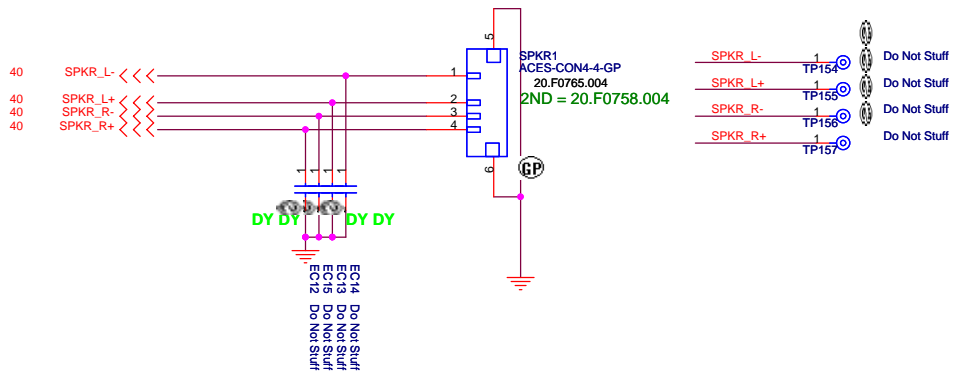 5
SPKR1
ACES-CON4-4-GP
20.F0765.004
2ND = 20.F0758.004
40 SPKR_L- 1
40 SPKR_L+ 2
40 SPKR_R- 3
40 SPKR_R+ 4
6
GP
1 1 1 1
DY DY DY DY
EC12 Do Not Stuff
EC15 Do Not Stuff
EC13 Do Not Stuff
EC14 Do Not Stuff
SPKR_L- 1 TP154 Do Not Stuff
SPKR_L+ 1 TP155 Do Not Stuff
SPKR_R- 1 TP156 Do Not Stuff
SPKR_R+ 1 TP157 Do Not Stuff